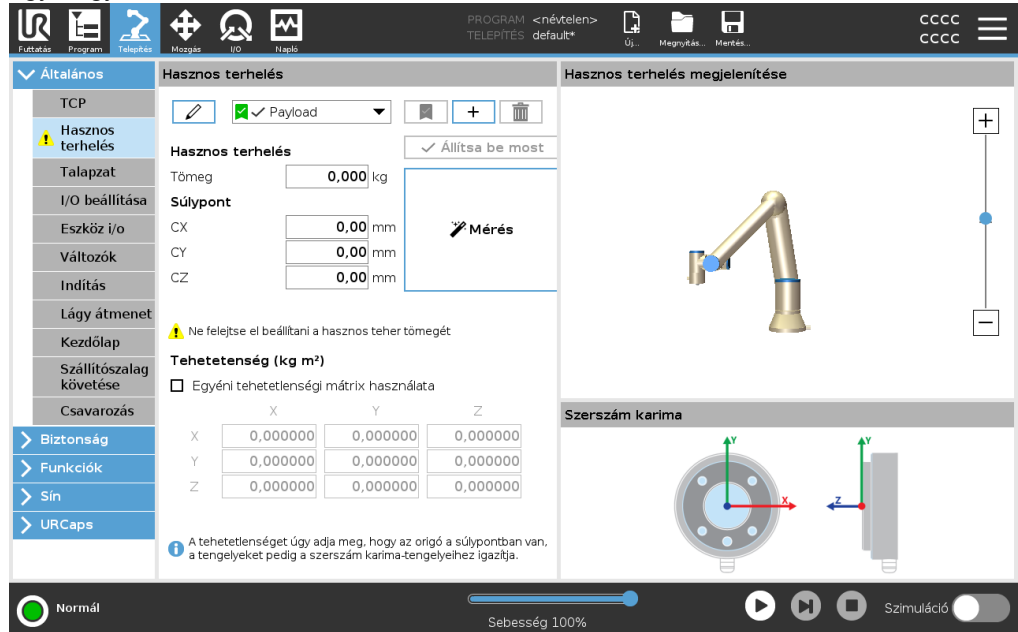 UR
Futtatás
Program
Telepítés
Mozgás
I/O
Napló
PROGRAM <névtelen>
TELEPÍTÉS default*
Új...
Megnyitás...
Mentés...
CCCC
CCCC
Általános
TCP
Hasznos
terhelés
Talapzat
I/O beállítása
Eszköz i/o
Változók
Indítás
Lágy átmenet
Kezdőlap
Szállítószalag
követése
Csavarozás
Biztonság
Funkciók
Sín
URCaps
Hasznos terhelés
Payload
Állítsa be most
Hasznos terhelés
Tömeg 0,000 kg
Súlypont
CX 0,00 mm
CY 0,00 mm
CZ 0,00 mm
Mérés
Ne felejtse el beállítani a hasznos teher tömegét
Tehetetenség (kg m²)
Egyéni tehetetlenségi mátrix használata
X Y Z
X 0,000000 0,000000 0,000000
Y 0,000000 0,000000 0,000000
Z 0,000000 0,000000 0,000000
A tehetetlenséget úgy adja meg, hogy az origó a súlypontban van,
a tengelyeket pedig a szerszám karima-tengelyeihez igazítja.
Hasznos terhelés megjelenítése
Szerszám karima
Y
X
Y
Z
Normál
Sebesség 100%
Szimuláció